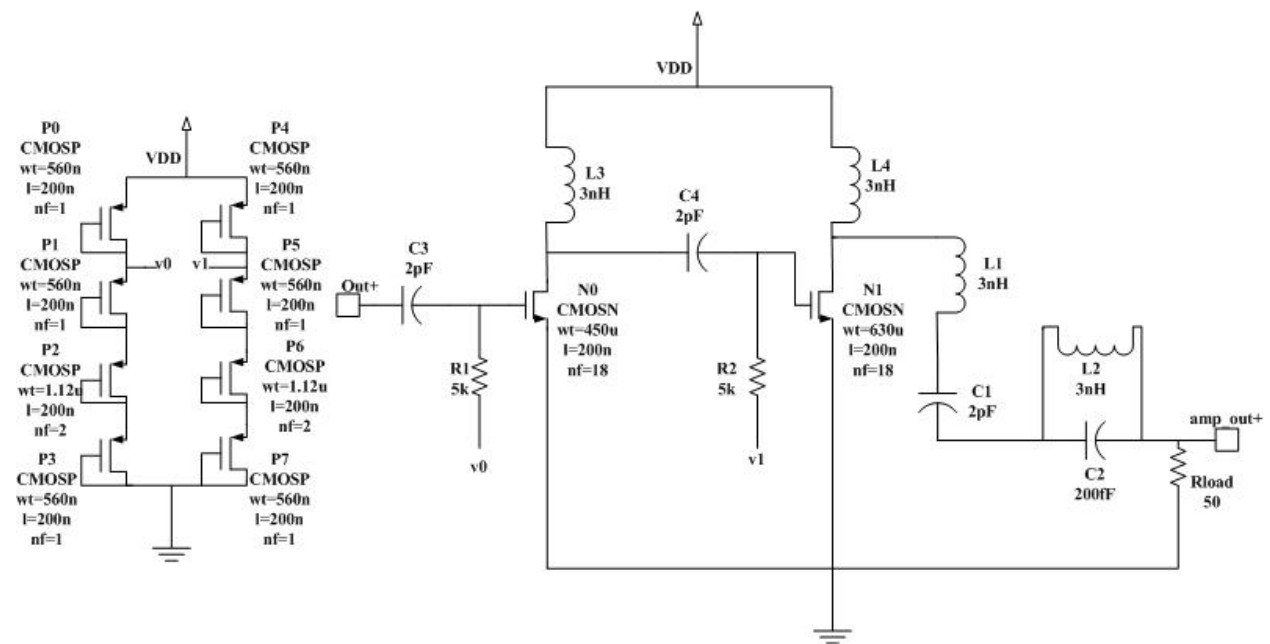 VDD
P0
CMOSP
wt=560n
l=200n
nf=1
VDD
P4
CMOSP
wt=560n
l=200n
nf=1
P1
CMOSP
wt=560n
l=200n
nf=1
v0
v1
P5
CMOSP
wt=560n
l=200n
nf=1
P2
CMOSP
wt=1.12u
l=200n
nf=2
P6
CMOSP
wt=1.12u
l=200n
nf=2
P3
CMOSP
wt=560n
l=200n
nf=1
P7
CMOSP
wt=560n
l=200n
nf=1
Out+
C3
2pF
R1
5k
v0
L3
3nH
N0
CMOSN
wt=450u
l=200n
nf=18
C4
2pF
R2
5k
v1
L4
3nH
N1
CMOSN
wt=630u
l=200n
nf=18
L1
3nH
C1
2pF
L2
3nH
C2
200fF
amp_out+
Rload
50